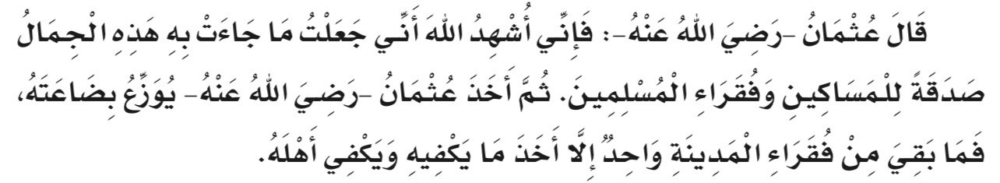 قَالَ عُثْمَانُ -رَضِيَ اللهُ عَنْهُ-: فَإِنِّي أُشْهِدُ اللهَ أَنِّي جَعَلْتُ مَا جَاءَتْ بِهِ هَذِهِ الْجِمَالُ
صَدَقَةً لِلْمَسَاكِينِ وَفُقَرَاءِ الْمُسْلِمِينَ. ثُمَّ أَخَذَ عُثْمَانُ -رَضِيَ اللهُ عَنْهُ- يُوَزِّعُ بِضَاعَتَهُ،
فَمَا بَقِيَ مِنْ فُقَرَاءِ الْمَدِينَةِ وَاحِدٌ إِلَّا أَخَذَ مَا يَكْفِيهِ وَيَكْفِي أَهْلَهُ.